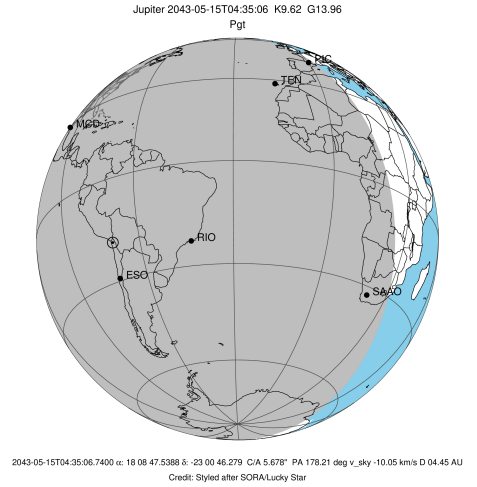 Jupiter 2043-05-15T04:35:06 K9.62 G13.96
Pgt
PIC
TEN
MCD
RIO
ESO
SAAO
2043-05-15T04:35:06.7400 α: 18 08 47.5388 δ: -23 00 46.279 C/A 5.678" PA 178.21 deg v_sky -10.05 km/s D 04.45 AU
Credit: Styled after SORA/Lucky Star